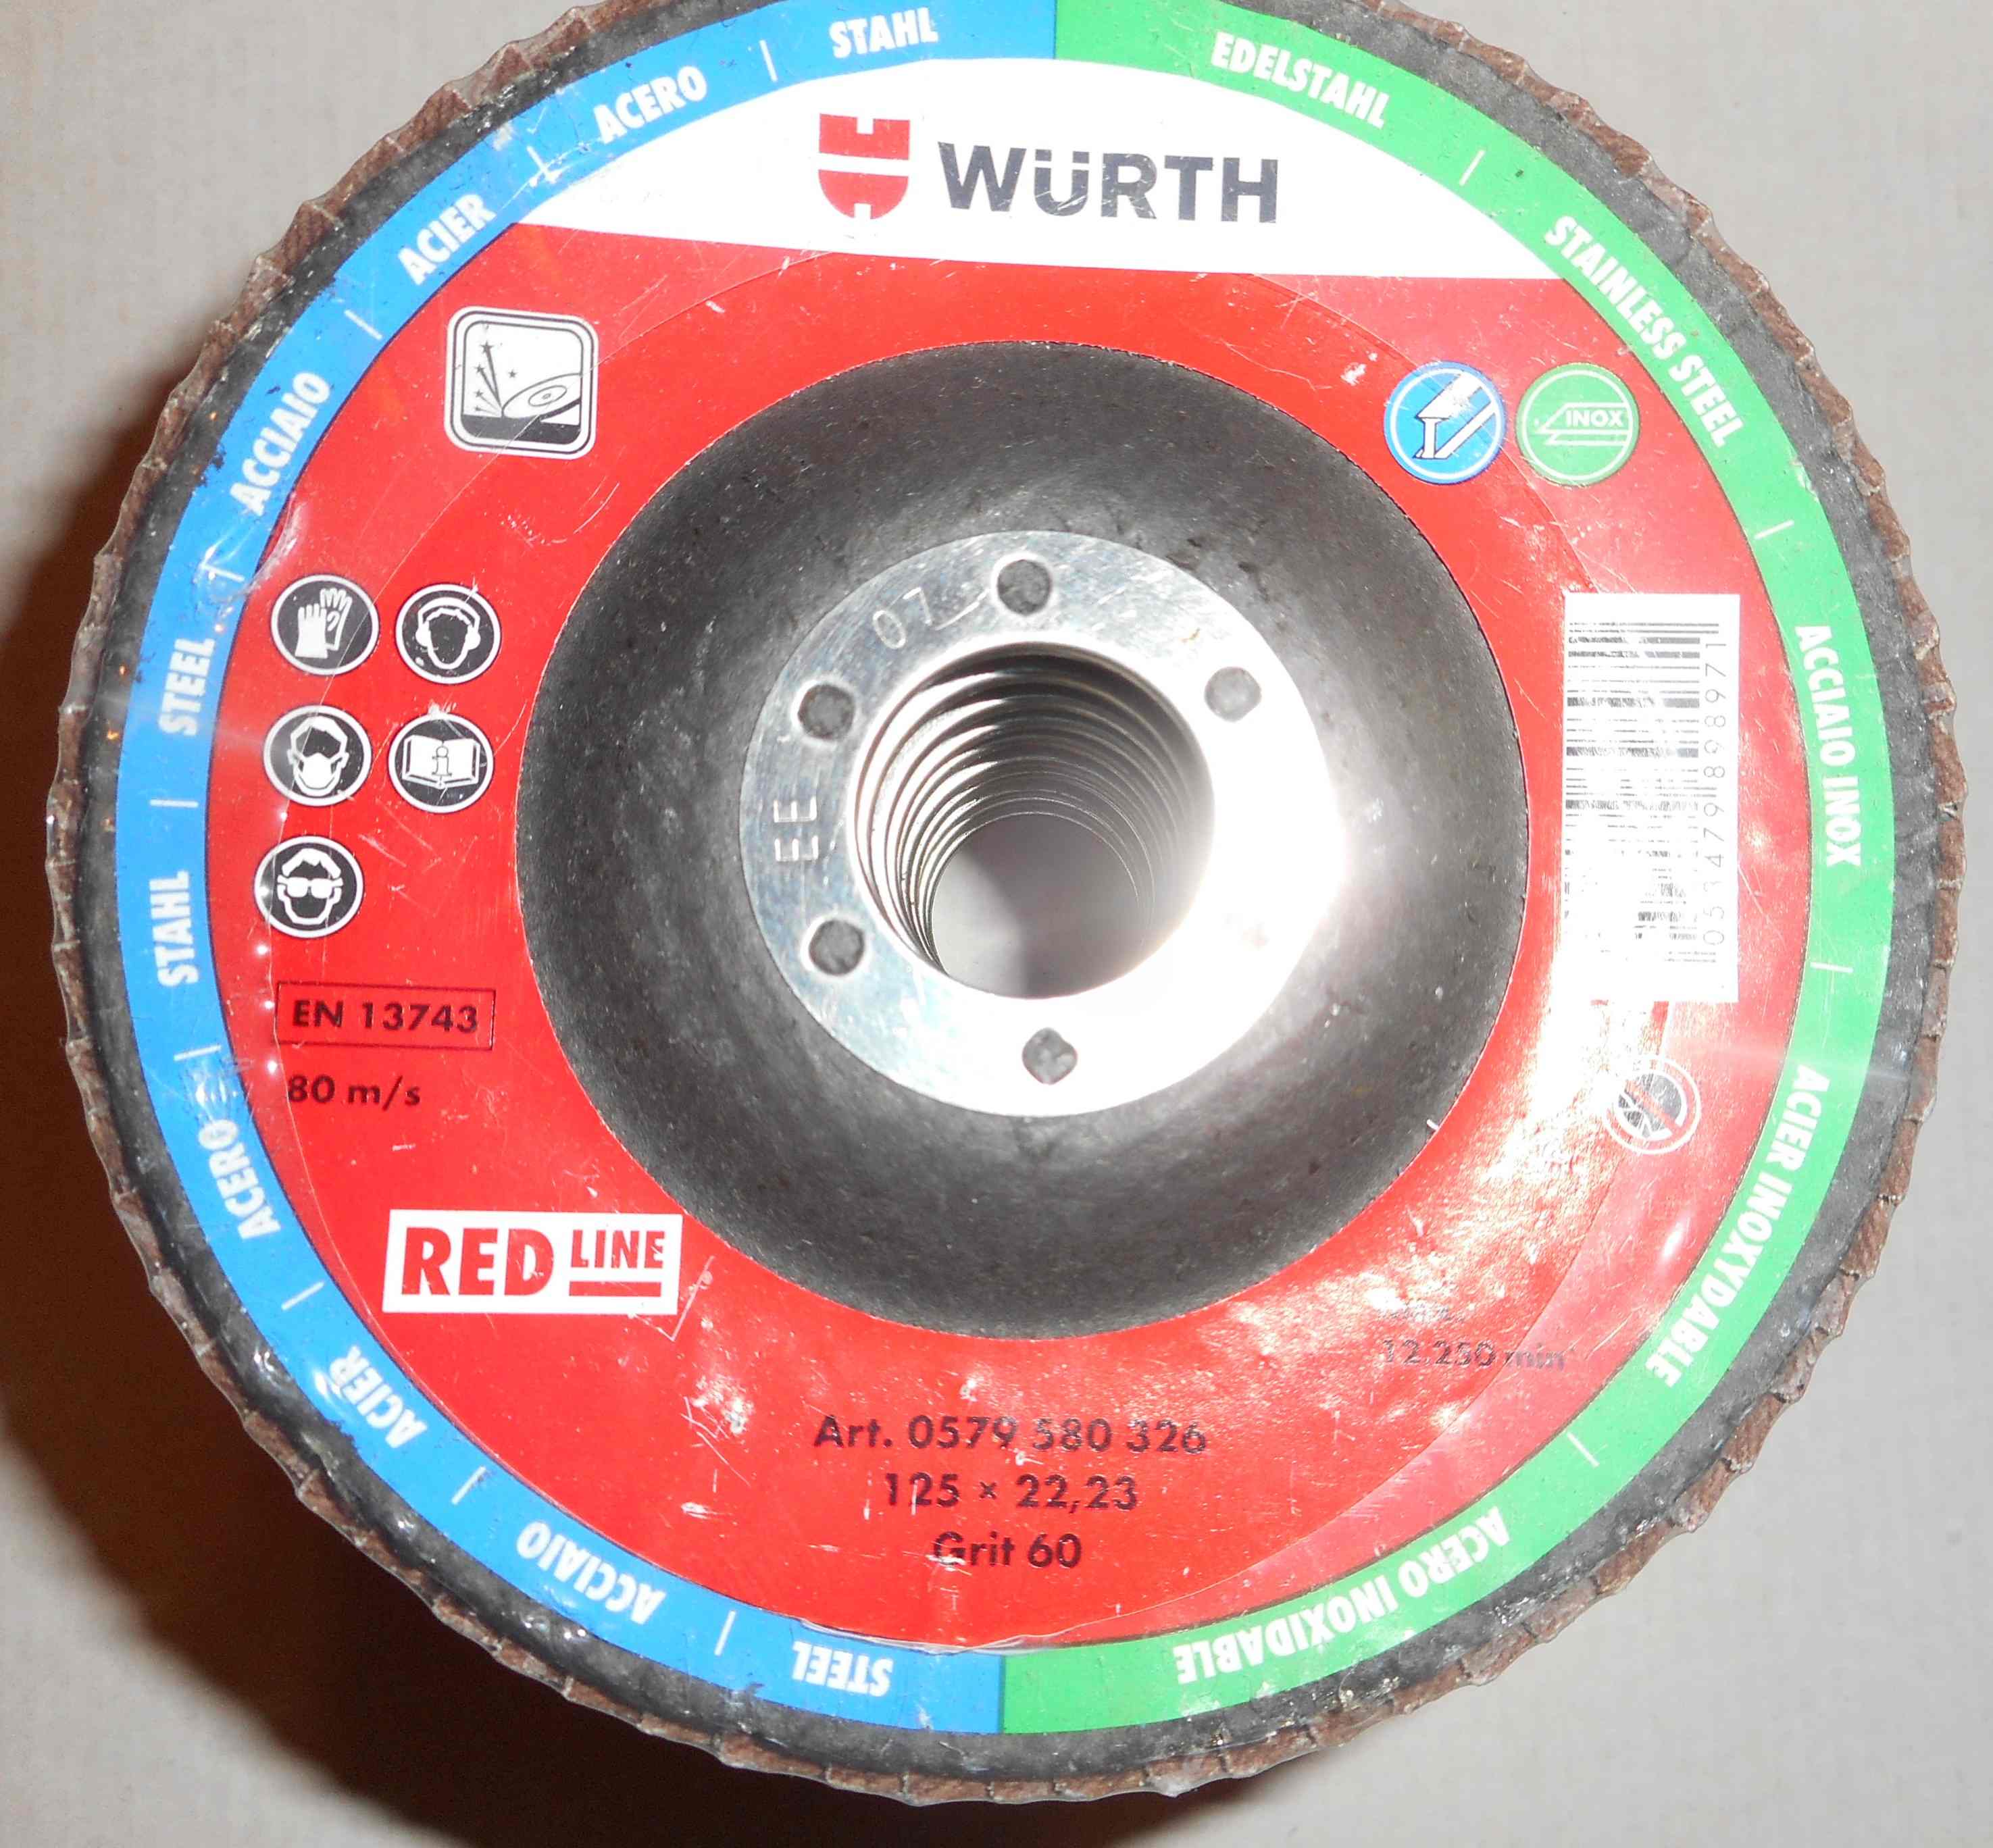 STAHL | EDELSTAHL | STAINLESS STEEL | ACCIAIO INOX | ACIER INOXYDABLE | ACERO INOXIDABLE
STEEL | ACCIAIO | ACIER | ACERO | STAHL | STEEL | ACCIAIO | ACIER | ACERO
WÜRTH
INOX
07
EE
EN 13743
80 m/s
RED LINE
12.250 min
Art. 0579 580 326
125 × 22,23
Grit 60